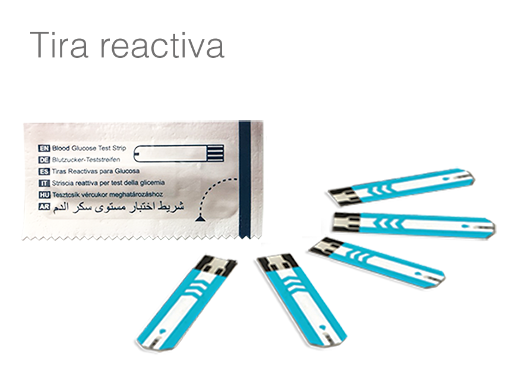 Tira reactiva
EN Blood Glucose Test Strip
DE Blutzucker-Teststreifen
ES Tiras Reactivas para Glucosa
IT Striscia reattiva per test della glicemia
HU Tesztcsík vércukor meghatározáshoz
AR شريط اختبار مستوى سكر الدم